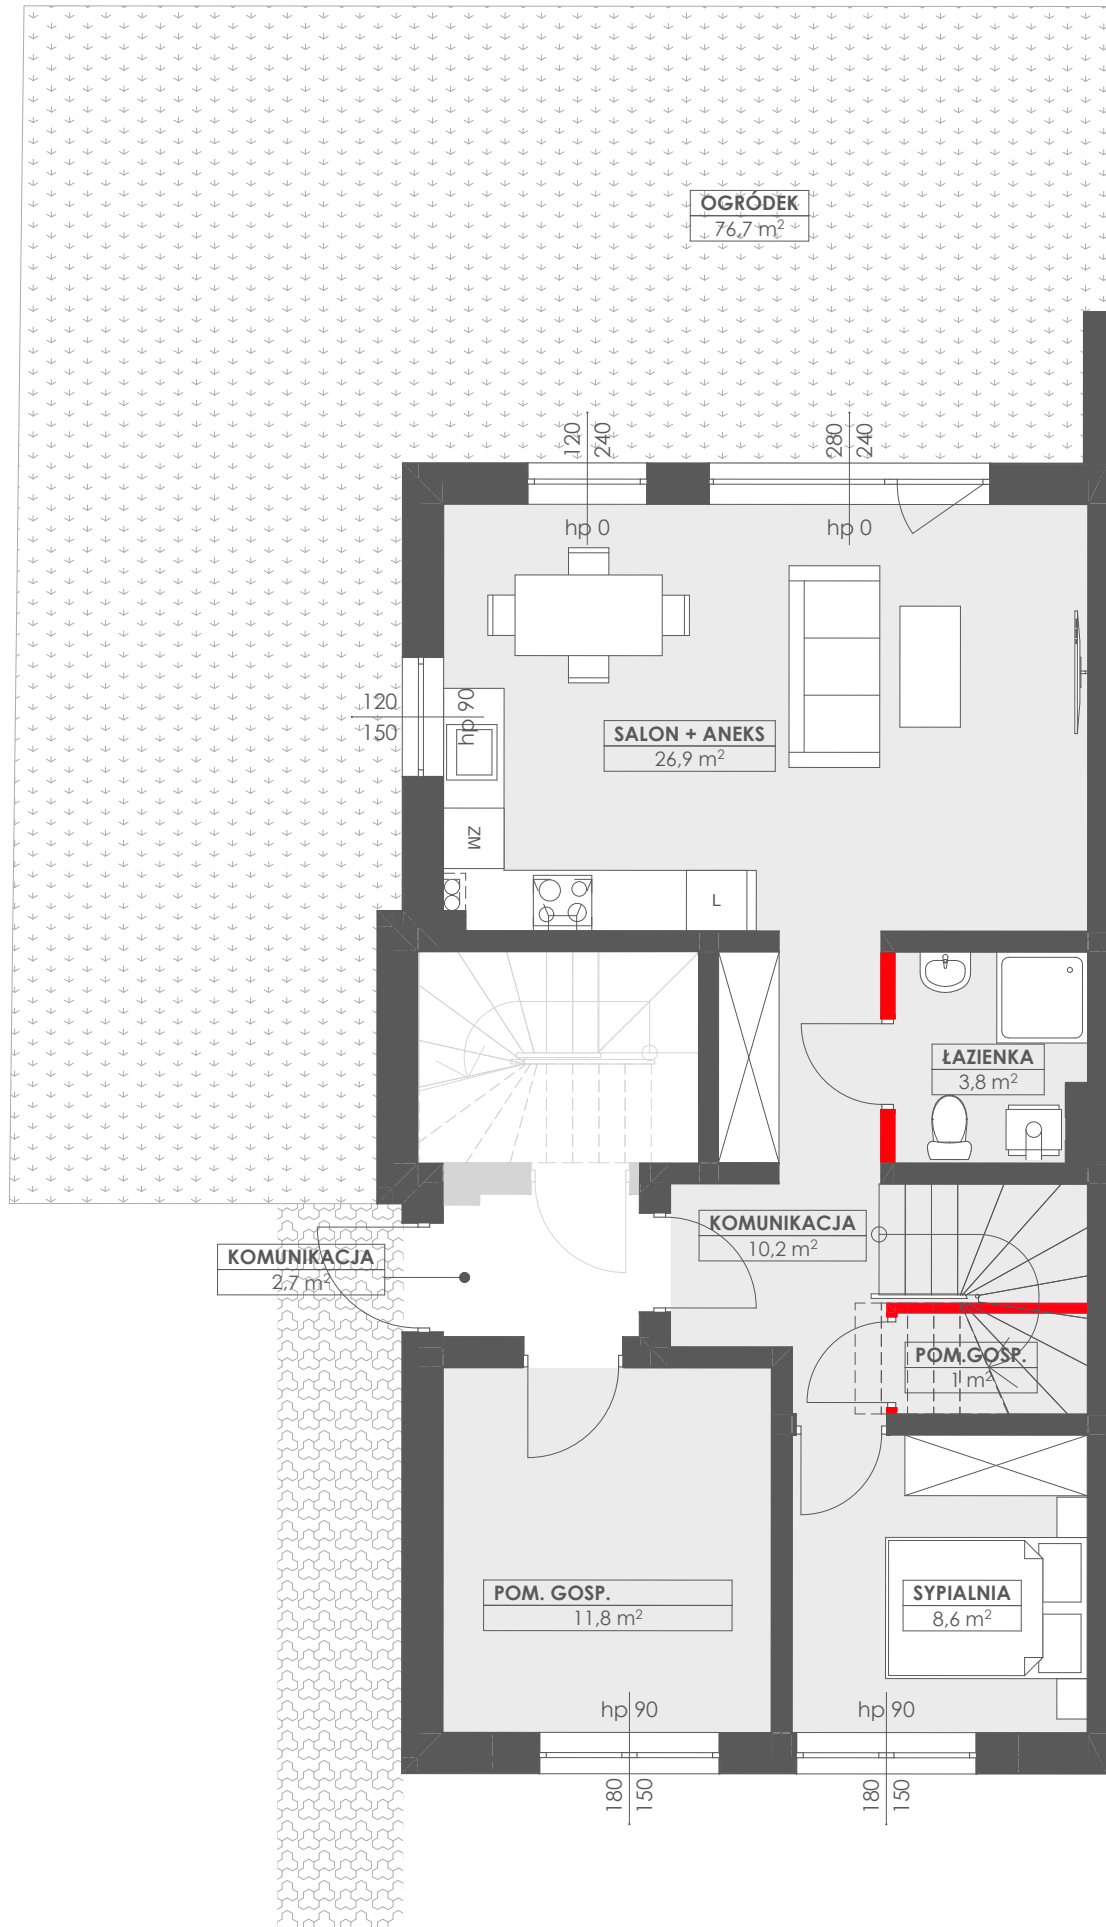 OGRÓDEK
76,7 m²
120
240
280
240
hp 0
hp 0
120
150
hp 90
SALON + ANEKS
26,9 m²
ZM
L
ŁAZIENKA
3,8 m²
KOMUNIKACJA
10,2 m²
KOMUNIKACJA
2,7 m²
POM.GOSP.
1 m²
POM. GOSP.
11,8 m²
SYPIALNIA
8,6 m²
hp 90
hp 90
180
150
180
150